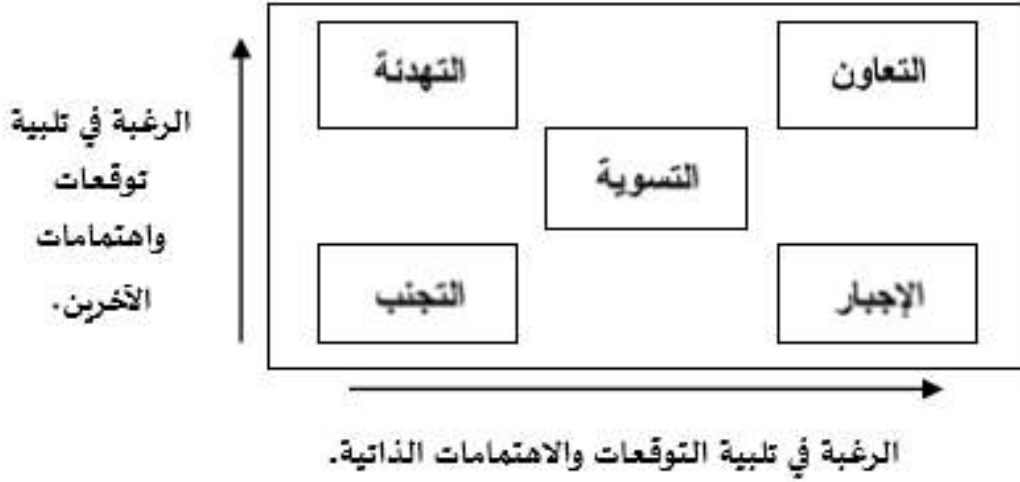 التعاون
التهدئة
التسوية
الإجبار
التجنب
الرغبة في تلبية
توقعات
واهتمامات
الآخرين.
الرغبة في تلبية التوقعات والاهتمامات الذاتية.